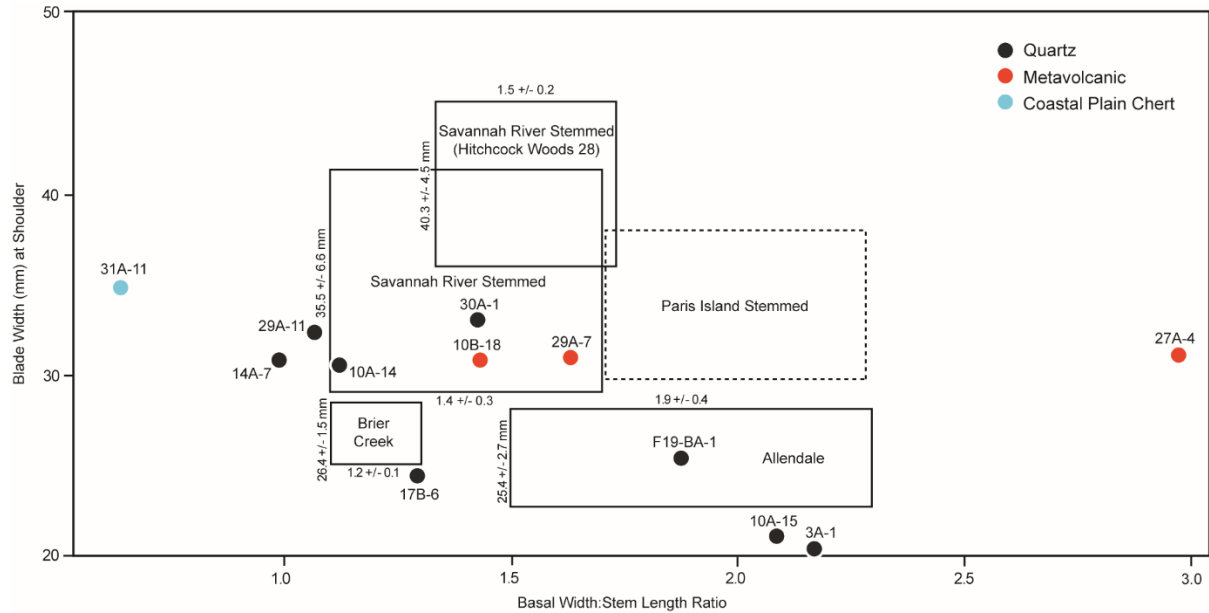 50
40
30
20
Blade Width (mm) at Shoulder
Quartz
Metavolcanic
Coastal Plain Chert
1.5 +/- 0.2
Savannah River Stemmed
(Hitchcock Woods 28)
40.3 +/- 4.5 mm
35.5 +/- 6.6 mm
31A-11
Savannah River Stemmed
Paris Island Stemmed
30A-1
29A-11
10B-18
29A-7
27A-4
14A-7
10A-14
1.4 +/- 0.3
1.9 +/- 0.4
26.4 +/- 1.5 mm
Brier
Creek
1.2 +/- 0.1
17B-6
25.4 +/- 2.7 mm
F19-BA-1
Allendale
10A-15
3A-1
1.0
1.5
2.0
2.5
3.0
Basal Width:Stem Length Ratio